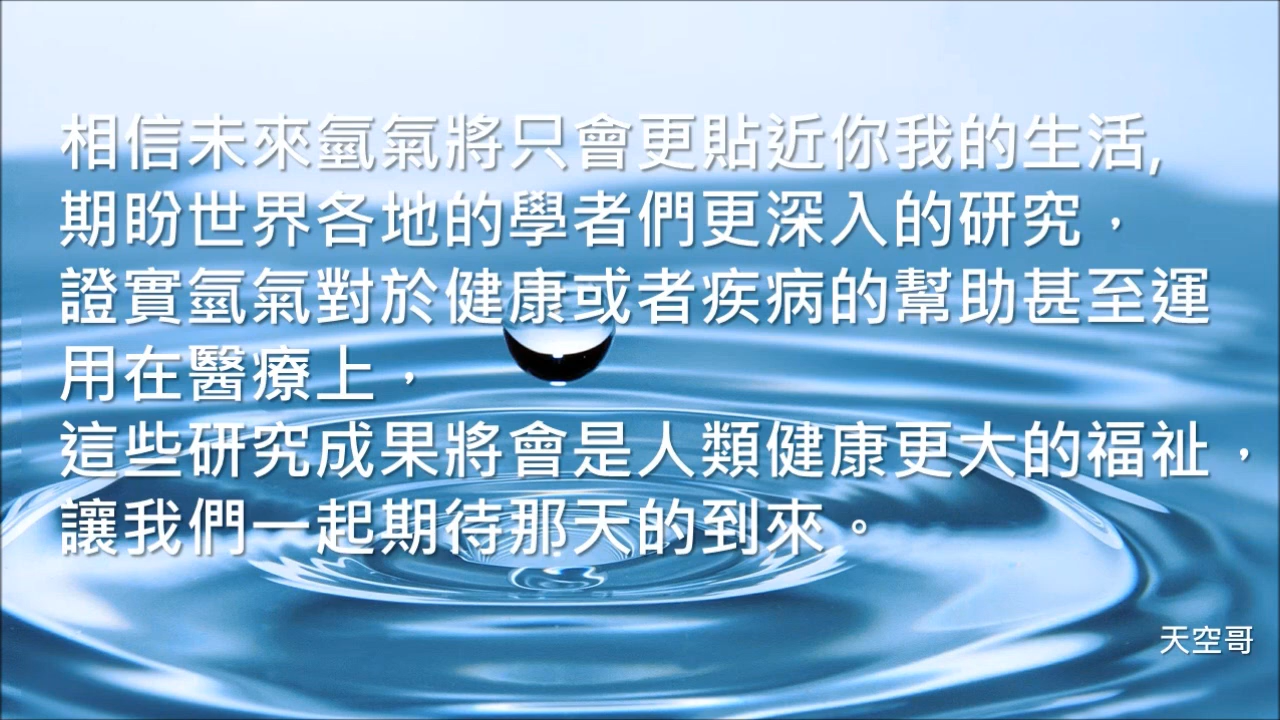 相信未來氫氣將只會更貼近你我的生活,
期盼世界各地的學者們更深入的研究，
證實氫氣對於健康或者疾病的幫助甚至運
用在醫療上，
這些研究成果將會是人類健康更大的福祉，
讓我們一起期待那天的到來。
天空哥